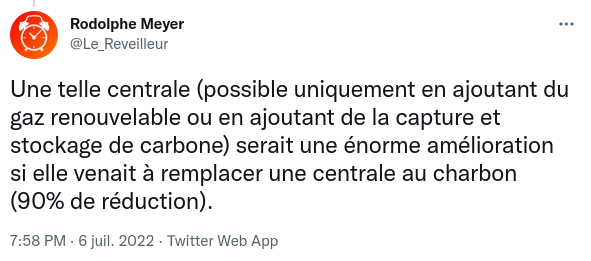 Rodolphe Meyer
@Le_Reveilleur
Une telle centrale (possible uniquement en ajoutant du
gaz renouvelable ou en ajoutant de la capture et
stockage de carbone) serait une énorme amélioration
si elle venait à remplacer une centrale au charbon
(90% de réduction).
7:58 PM · 6 juil. 2022 · Twitter Web App